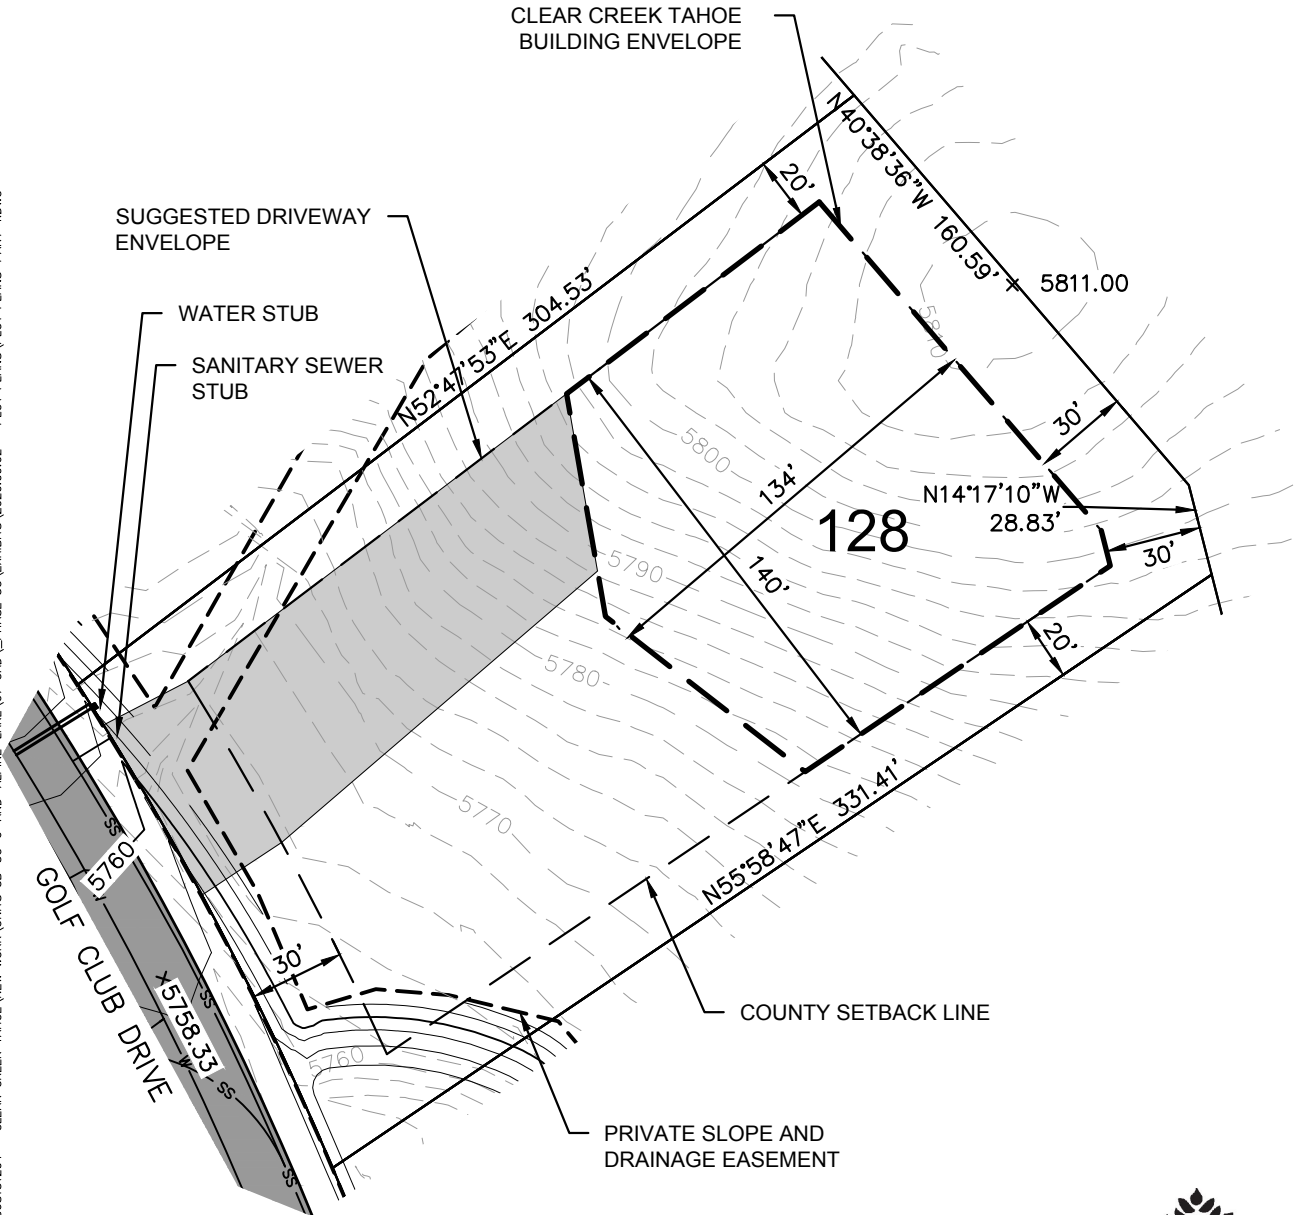 CLEAR CREEK TAHOE
BUILDING ENVELOPE
N40°38'36"W 160.59'
20'
SUGGESTED DRIVEWAY
ENVELOPE
5811.00
N52°47'53"E 304.53'
WATER STUB
5810
SANITARY SEWER
STUB
30'
5800
134'
N14°17'10"W
28.83'
128
30'
5790
140'
20'
5780
5770
N55°58'47"E 331.41'
SS
5760
GOLF CLUB DRIVE
30'
5758.33
SS
COUNTY SETBACK LINE
5760
W
SS
PRIVATE SLOPE AND
DRAINAGE EASEMENT
SS